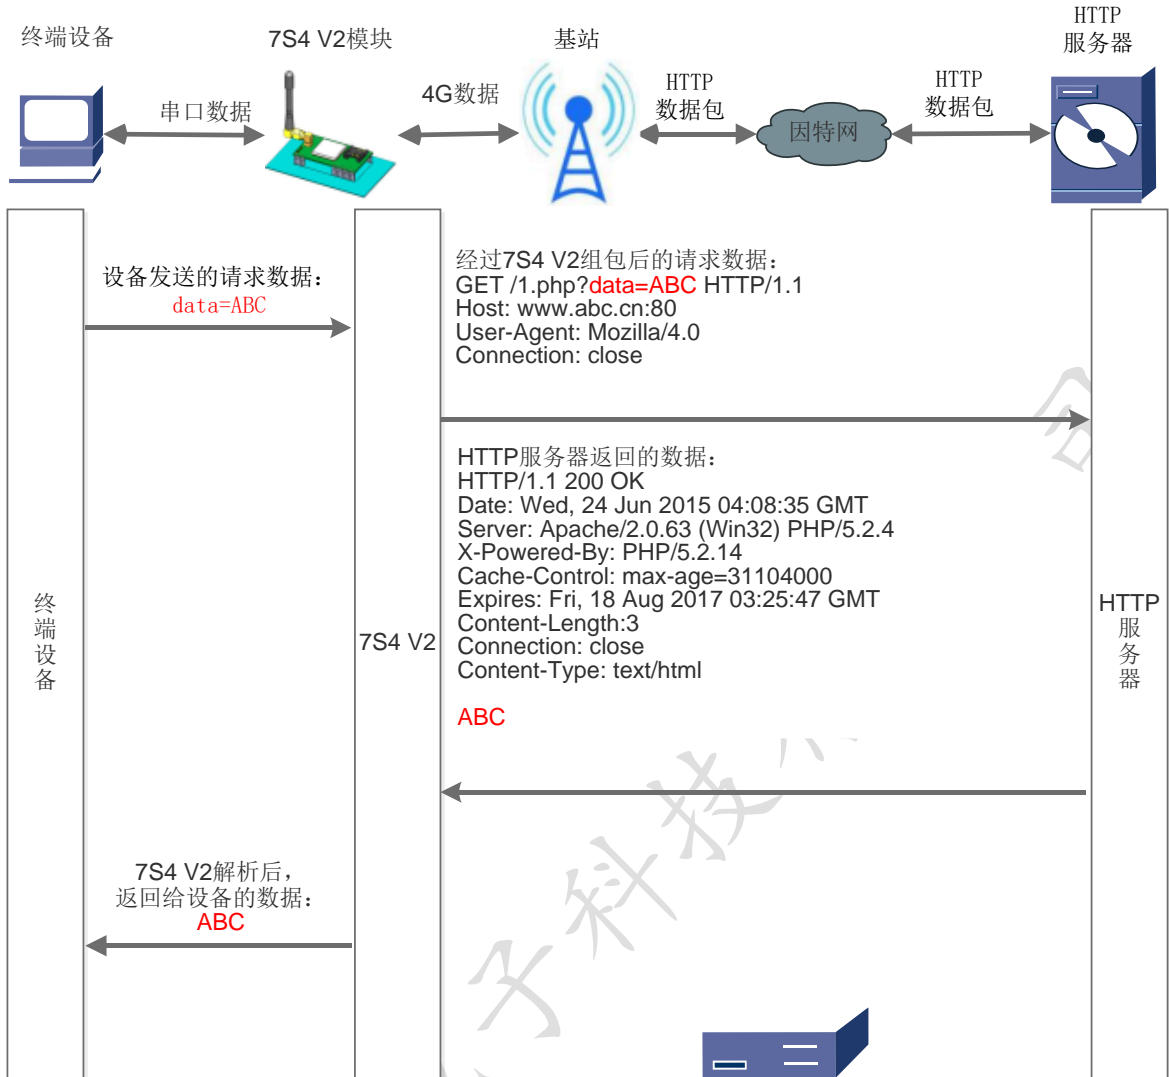 终端设备
7S4 V2模块
基站
HTTP
服务器
串口数据
4G数据
HTTP
数据包
因特网
HTTP
数据包
设备发送的请求数据：
data=ABC
经过7S4 V2组包后的请求数据：
GET /1.php?data=ABC HTTP/1.1
Host: www.abc.cn:80
User-Agent: Mozilla/4.0
Connection: close
HTTP服务器返回的数据：
HTTP/1.1 200 OK
Date: Wed, 24 Jun 2015 04:08:35 GMT
Server: Apache/2.0.63 (Win32) PHP/5.2.4
X-Powered-By: PHP/5.2.14
Cache-Control: max-age=31104000
Expires: Fri, 18 Aug 2017 03:25:47 GMT
Content-Length:3
Connection: close
Content-Type: text/html
ABC
终端设备
7S4 V2
HTTP
服务器
7S4 V2解析后，
返回给设备的数据：
ABC
子科技